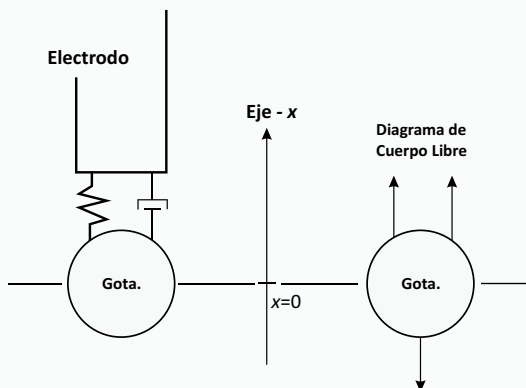 Electrodo
Eje - x
Diagrama de
Cuerpo Libre
Gota.
x=0
Gota.